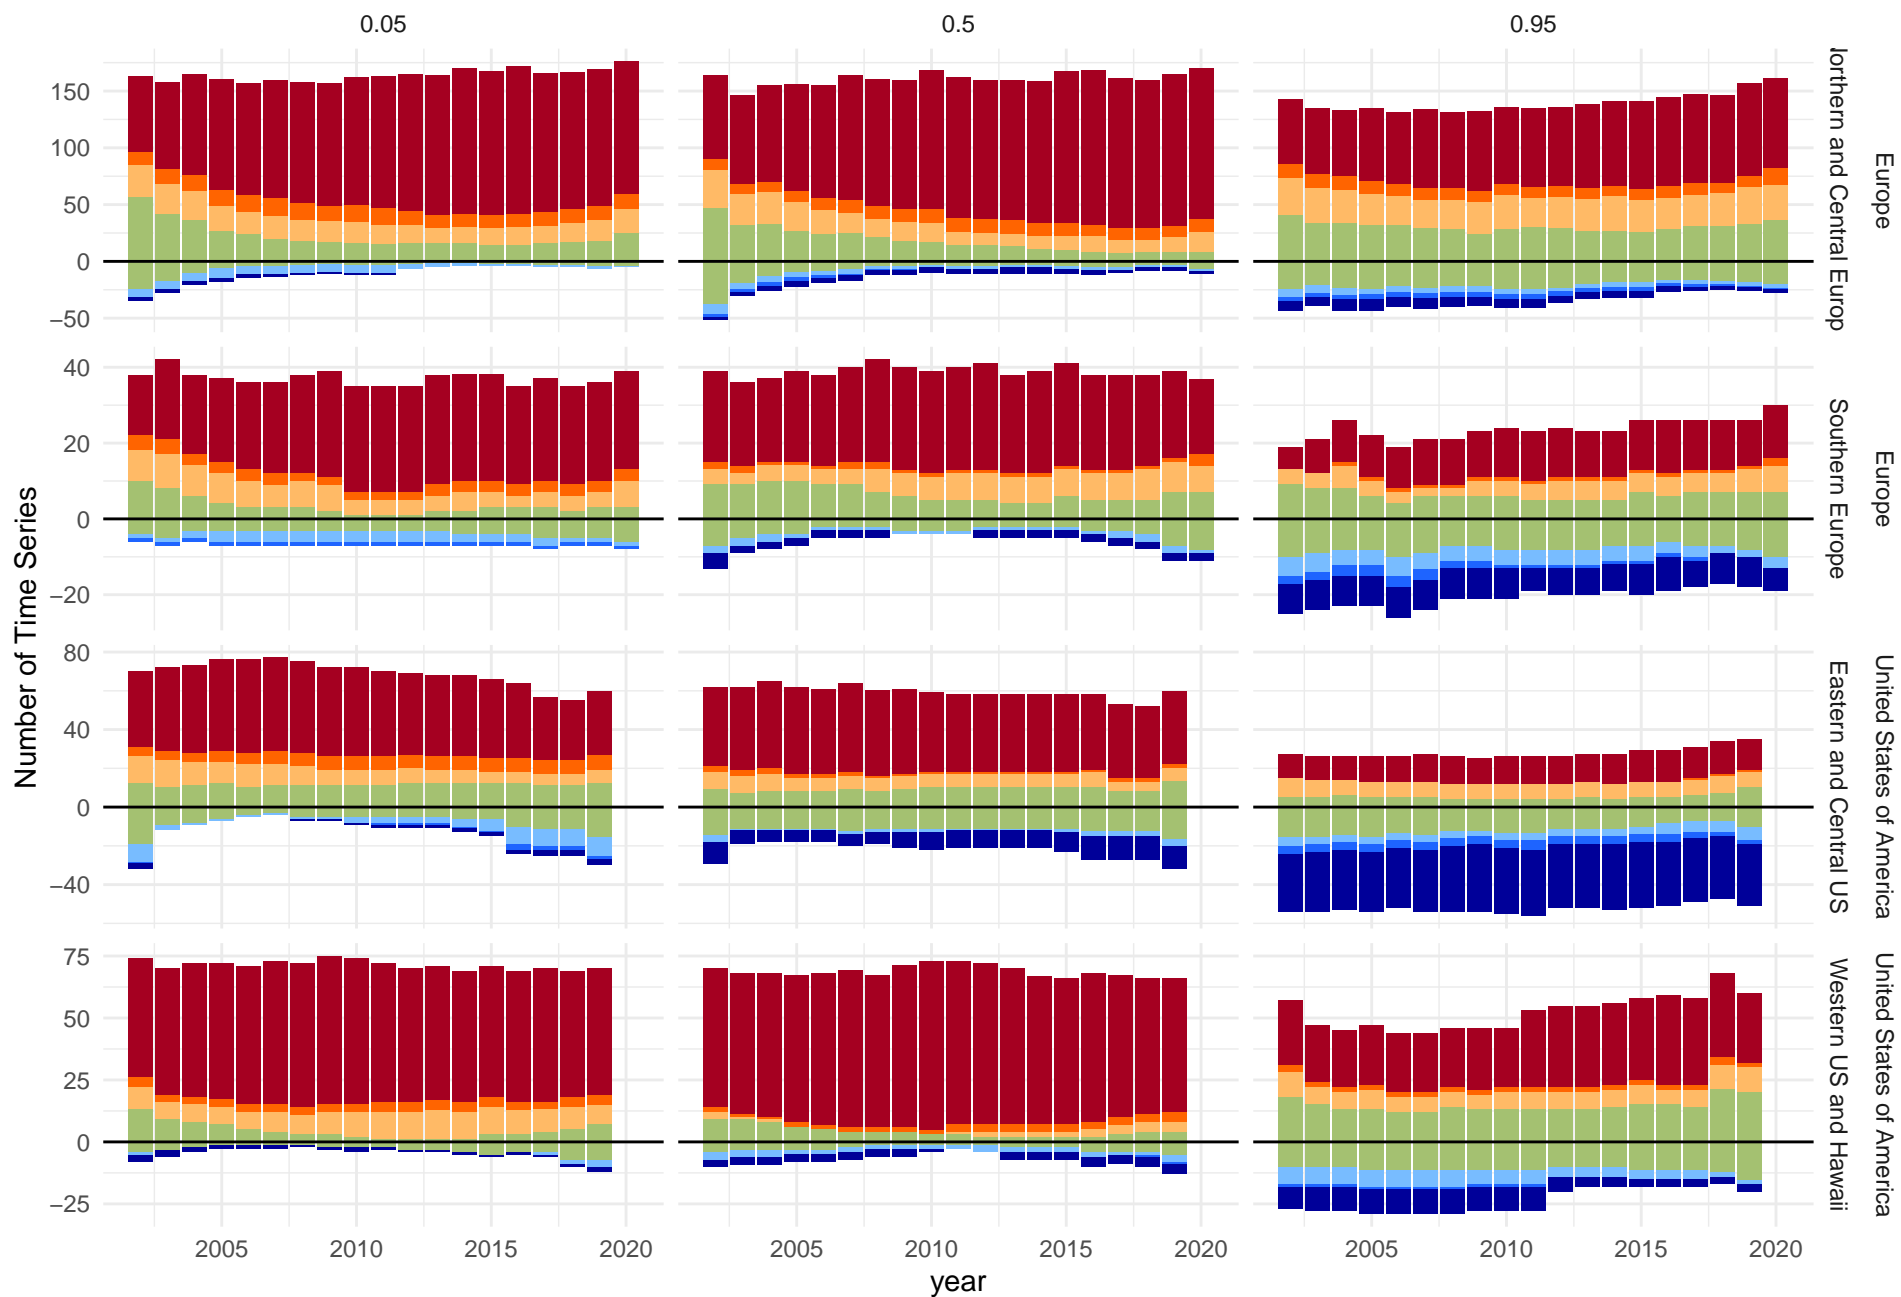 0.05 0.5 0.95
150
100
50
0
−50
Northern and Central Europ
Europe
40
20
0
−20
Southern Europe
Europe
80
40
0
−40
Eastern and Central US
United States of America
75
50
25
0
−25
Western US and Hawaii
United States of America
Number of Time Series
2005 2010 2015 2020 2005 2010 2015 2020 2005 2010 2015 2020
year